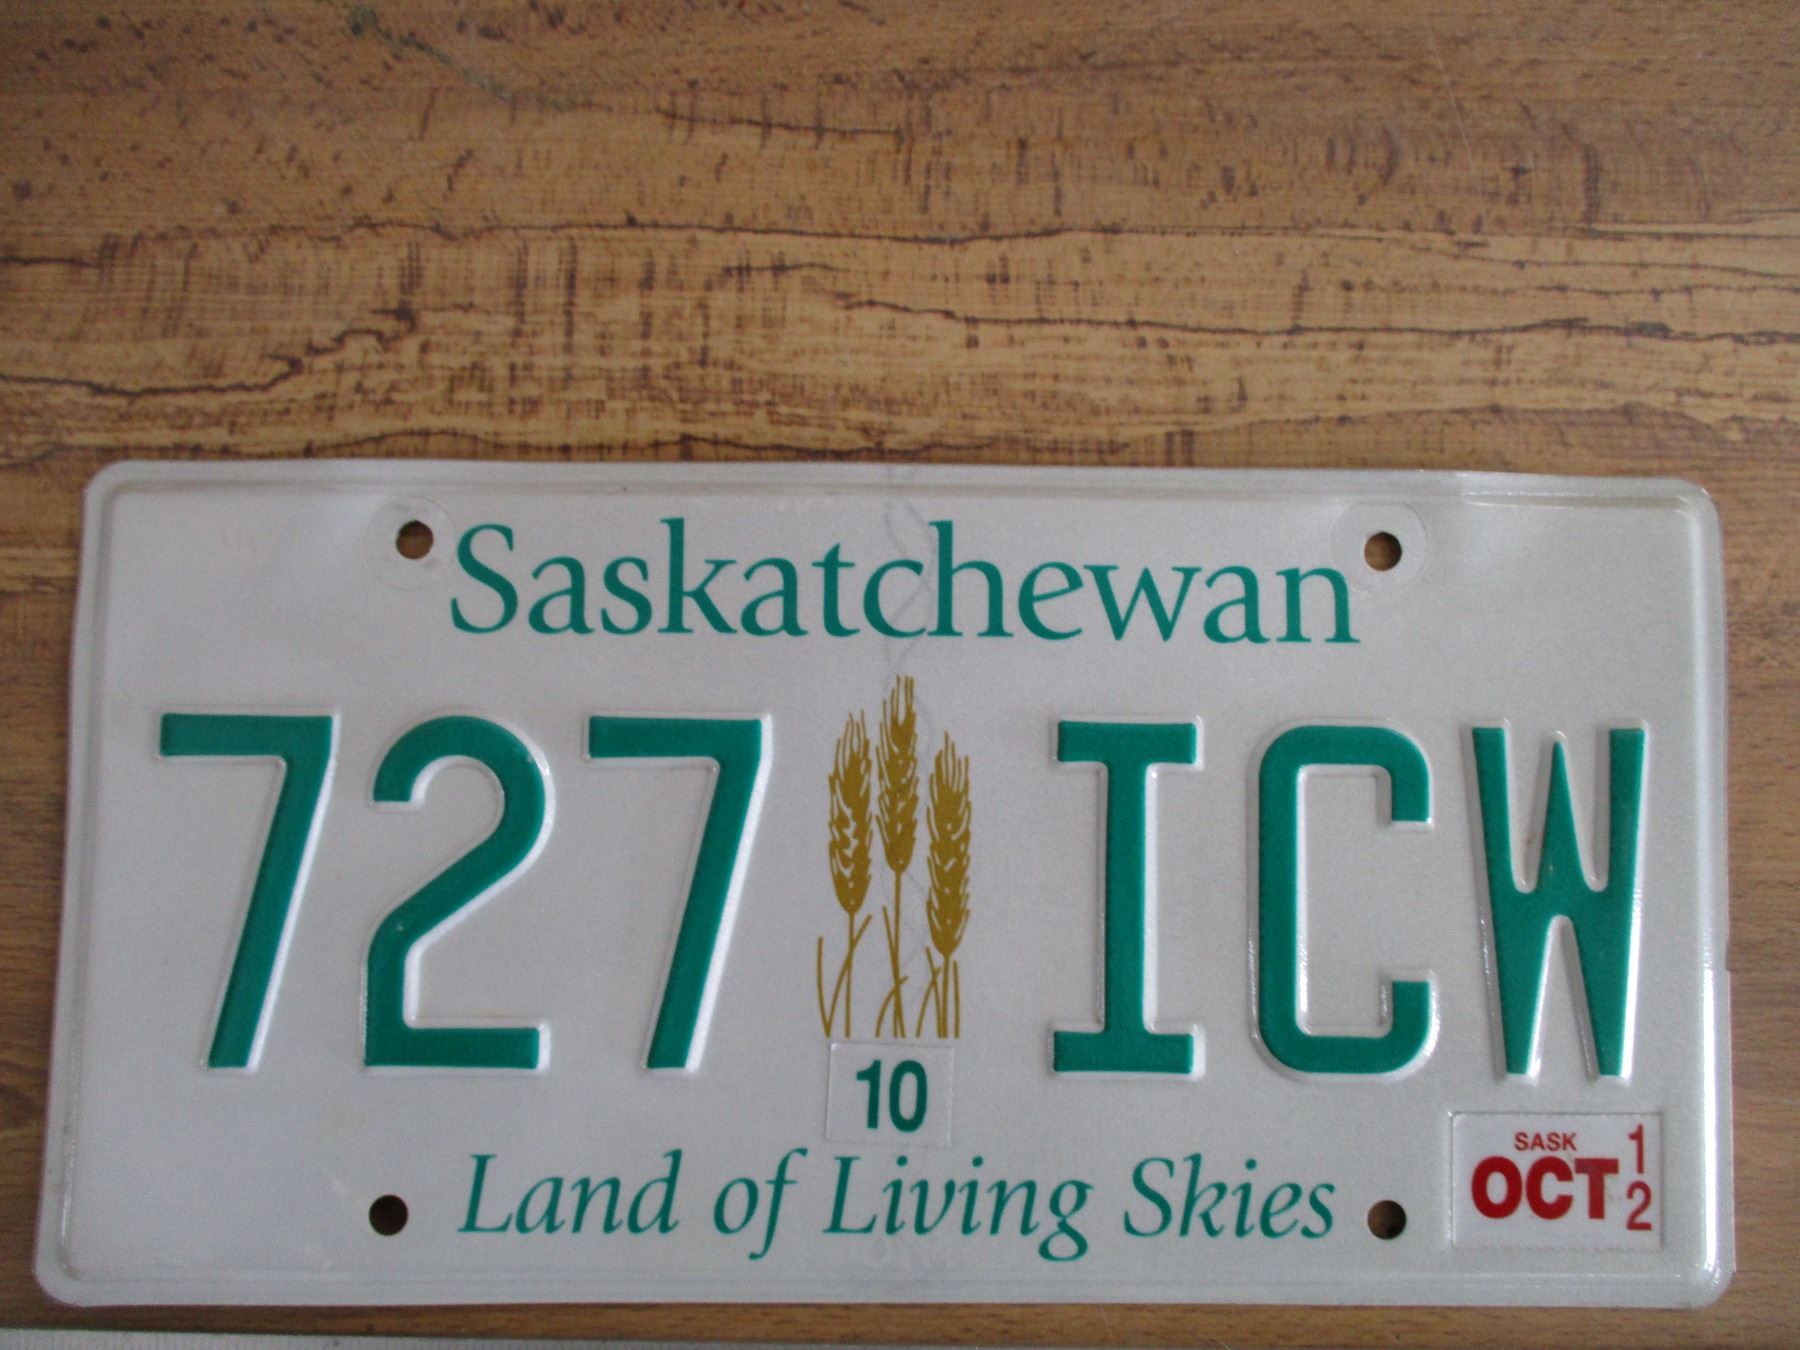 Saskatchewan
727 ICW
10
SASK
OCT 12
Land of Living Skies